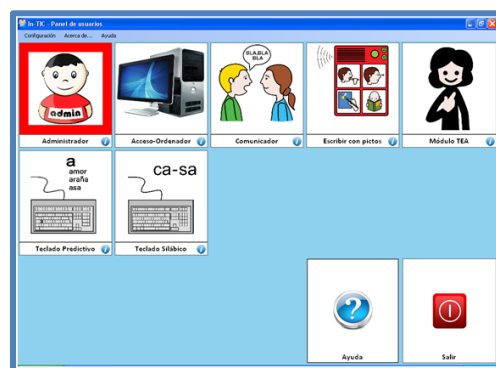 In-TIC - Panel de usuarios
Configuración Acerca de... Ayuda
admin
BLA,BLA
BLA
Administrador
Acceso-Ordenador
Comunicador
Escribir con pictos
Módulo TEA
a
amor
araña
asa
ca-sa
Teclado Predictivo
Teclado Silábico
Ayuda
Salir